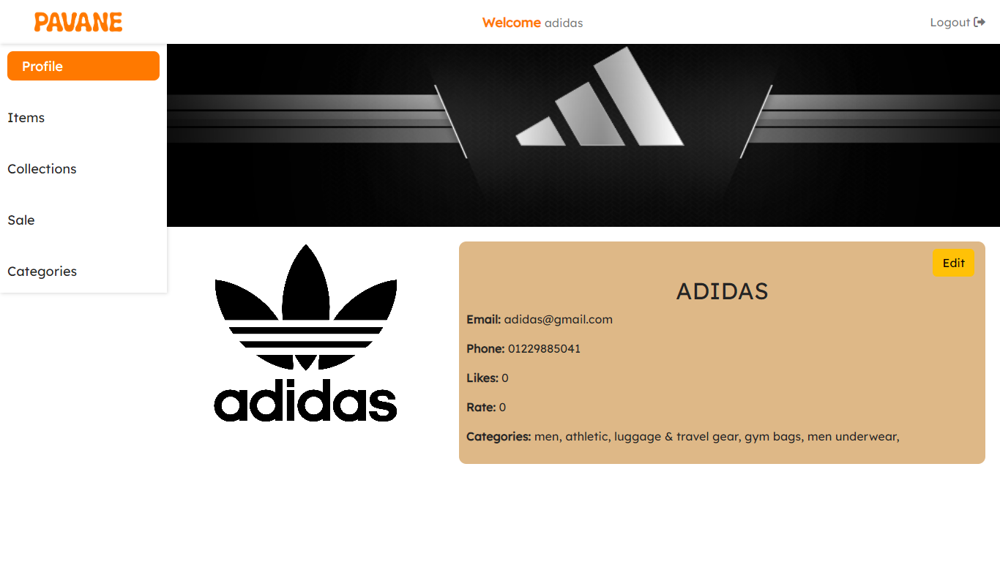 PAVANE
Welcome adidas
Logout
Profile
Items
Collections
Sale
Categories
adidas
Edit
ADIDAS
Email: adidas@gmail.com
Phone: 01229885041
Likes: 0
Rate: 0
Categories: men, athletic, luggage & travel gear, gym bags, men underwear,